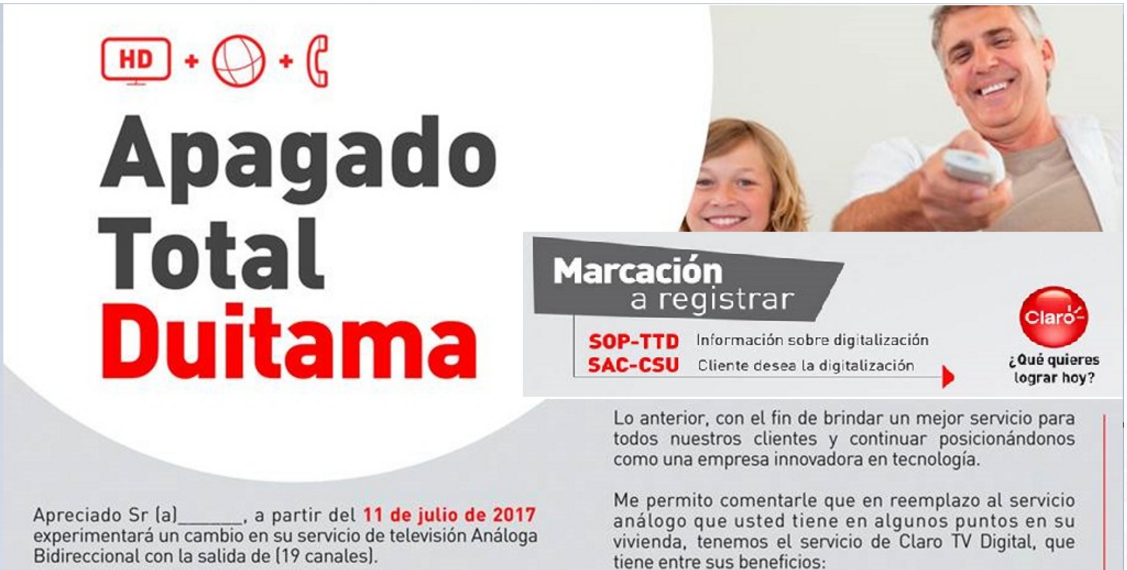 HD
Apagado
Total
Duitama
Marcación
a registrar
SOP-TTD Información sobre digitalización
SAC-CSU Cliente desea la digitalización
Claro
¿Qué quieres
lograr hoy?
Apreciado Sr (a)______, a partir del 11 de julio de 2017
experimentará un cambio en su servicio de televisión Análoga
Bidireccional con la salida de (19 canales).
Lo anterior, con el fin de brindar un mejor servicio para
todos nuestros clientes y continuar posicionándonos
como una empresa innovadora en tecnología.
Me permito comentarle que en reemplazo al servicio
análogo que usted tiene en algunos puntos en su
vivienda, tenemos el servicio de Claro TV Digital, que
tiene entre sus beneficios: